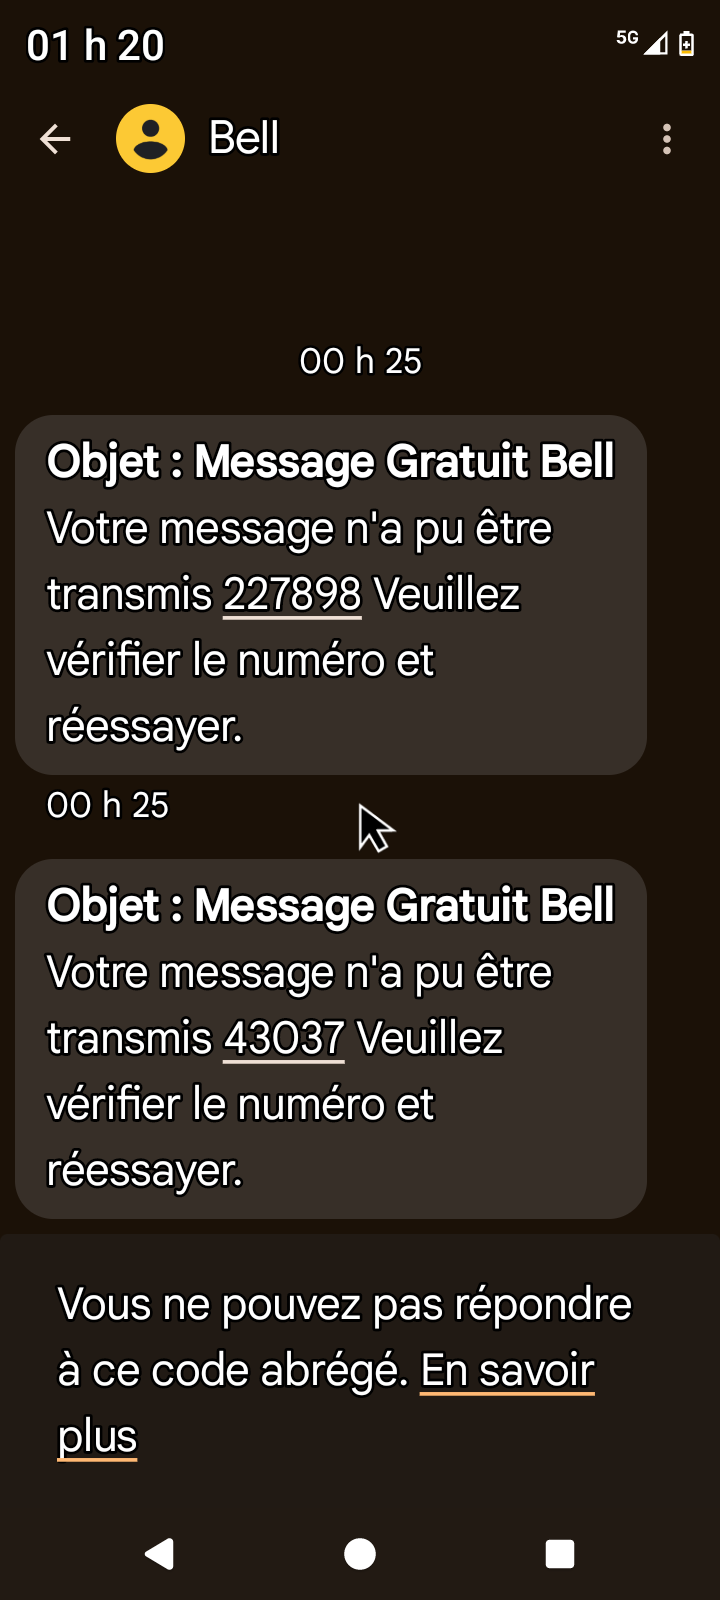 01 h 20
5G
Bell
00 h 25
Objet : Message Gratuit Bell
Votre message n'a pu être
transmis 227898 Veuillez
vérifier le numéro et
réessayer.
00 h 25
Objet : Message Gratuit Bell
Votre message n'a pu être
transmis 43037 Veuillez
vérifier le numéro et
réessayer.
Vous ne pouvez pas répondre
à ce code abrégé. En savoir
plus